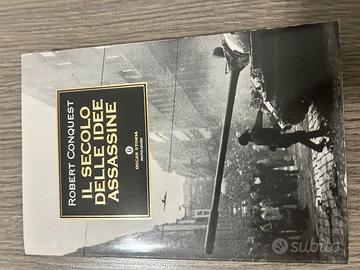 ROBERT CONQUEST
IL SECOLO
DELLE IDEE
ASSASSINE
OSCAR STORIA
MONDADORI
subito